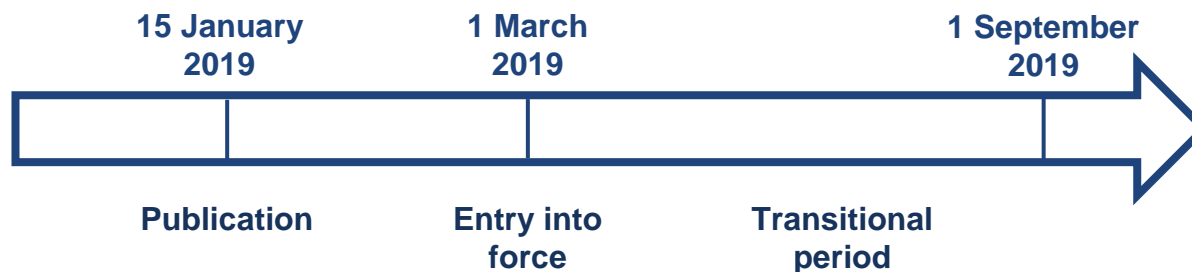 15 January
2019
1 March
2019
1 September
2019
Publication
Entry into
force
Transitional
period